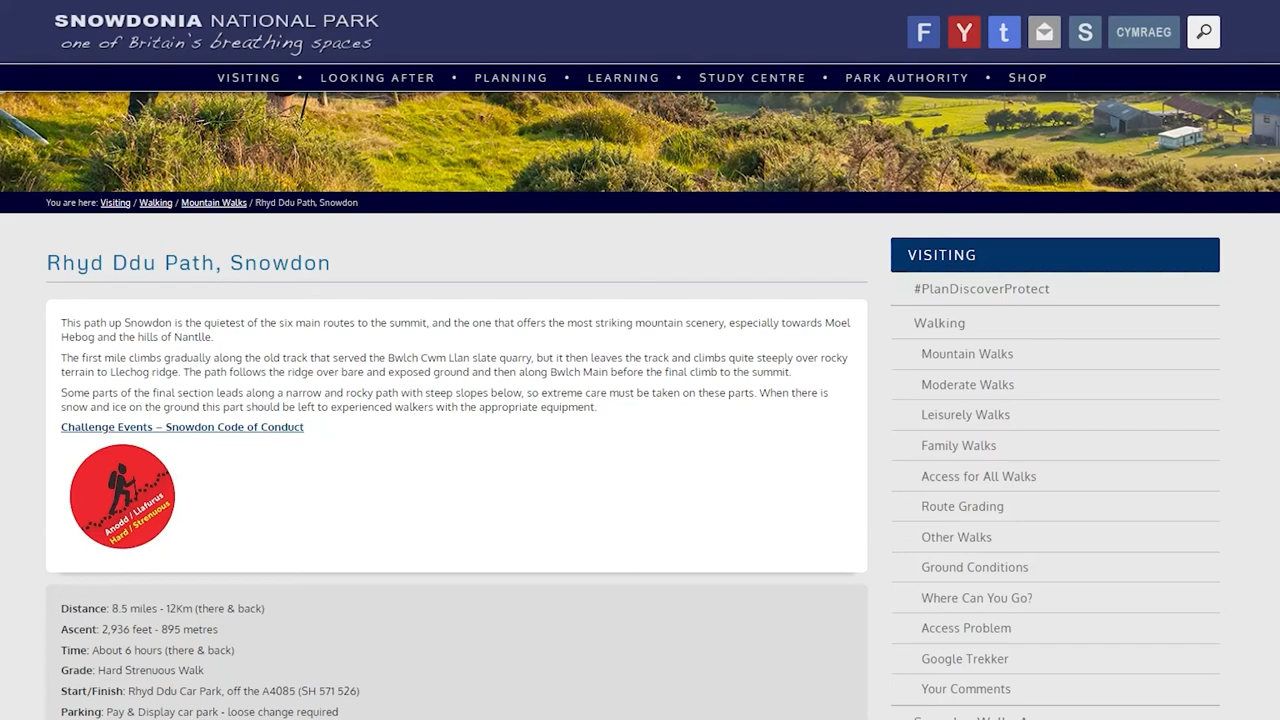 SNOWDONIA NATIONAL PARK
one of Britain's breathing spaces
F Y t S CYMRAEG
VISITING • LOOKING AFTER • PLANNING • LEARNING • STUDY CENTRE • PARK AUTHORITY • SHOP
You are here: Visiting / Walking / Mountain Walks / Rhyd Ddu Path, Snowdon
Rhyd Ddu Path, Snowdon
This path up Snowdon is the quietest of the six main routes to the summit, and the one that offers the most striking mountain scenery, especially towards Moel
Hebog and the hills of Nantlle.
The first mile climbs gradually along the old track that served the Bwlch Cwm Llan slate quarry, but it then leaves the track and climbs quite steeply over rocky
terrain to Llechog ridge. The path follows the ridge over bare and exposed ground and then along Bwlch Main before the final climb to the summit.
Some parts of the final section leads along a narrow and rocky path with steep slopes below, so extreme care must be taken on these parts. When there is
snow and ice on the ground this part should be left to experienced walkers with the appropriate equipment.
Challenge Events – Snowdon Code of Conduct
Anodd / Llafurus
Hard / Strenuous
Distance: 8.5 miles - 12Km (there & back)
Ascent: 2,936 feet - 895 metres
Time: About 6 hours (there & back)
Grade: Hard Strenuous Walk
Start/Finish: Rhyd Ddu Car Park, off the A4085 (SH 571 526)
Parking: Pay & Display car park - loose change required
VISITING
#PlanDiscoverProtect
Walking
Mountain Walks
Moderate Walks
Leisurely Walks
Family Walks
Access for All Walks
Route Grading
Other Walks
Ground Conditions
Where Can You Go?
Access Problem
Google Trekker
Your Comments